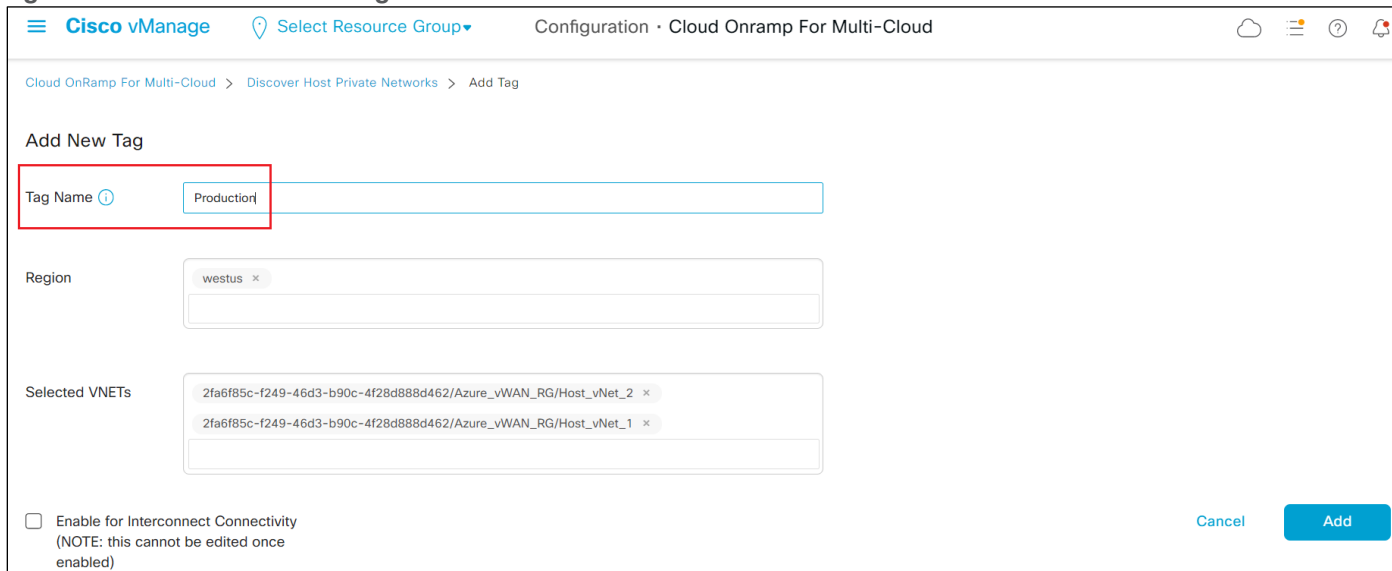 Cisco vManage Select Resource Group▾ Configuration · Cloud Onramp For Multi-Cloud
Cloud OnRamp For Multi-Cloud > Discover Host Private Networks > Add Tag
Add New Tag
Tag Name Production
Region westus ×
Selected VNETs 2fa6f85c-f249-46d3-b90c-4f28d888d462/Azure_vWAN_RG/Host_vNet_2 ×
2fa6f85c-f249-46d3-b90c-4f28d888d462/Azure_vWAN_RG/Host_vNet_1 ×
Enable for Interconnect Connectivity
(NOTE: this cannot be edited once
enabled)
Cancel Add